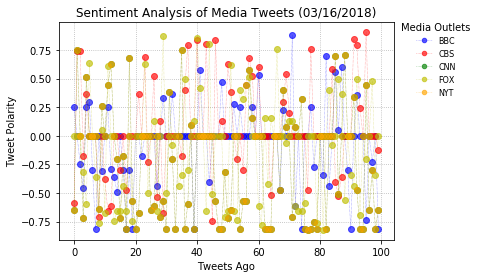 Sentiment Analysis of Media Tweets (03/16/2018)
Media Outlets
BBC
CBS
CNN
FOX
NYT
Tweet Polarity
0.75
0.50
0.25
0.00
−0.25
−0.50
−0.75
0 20 40 60 80 100
Tweets Ago